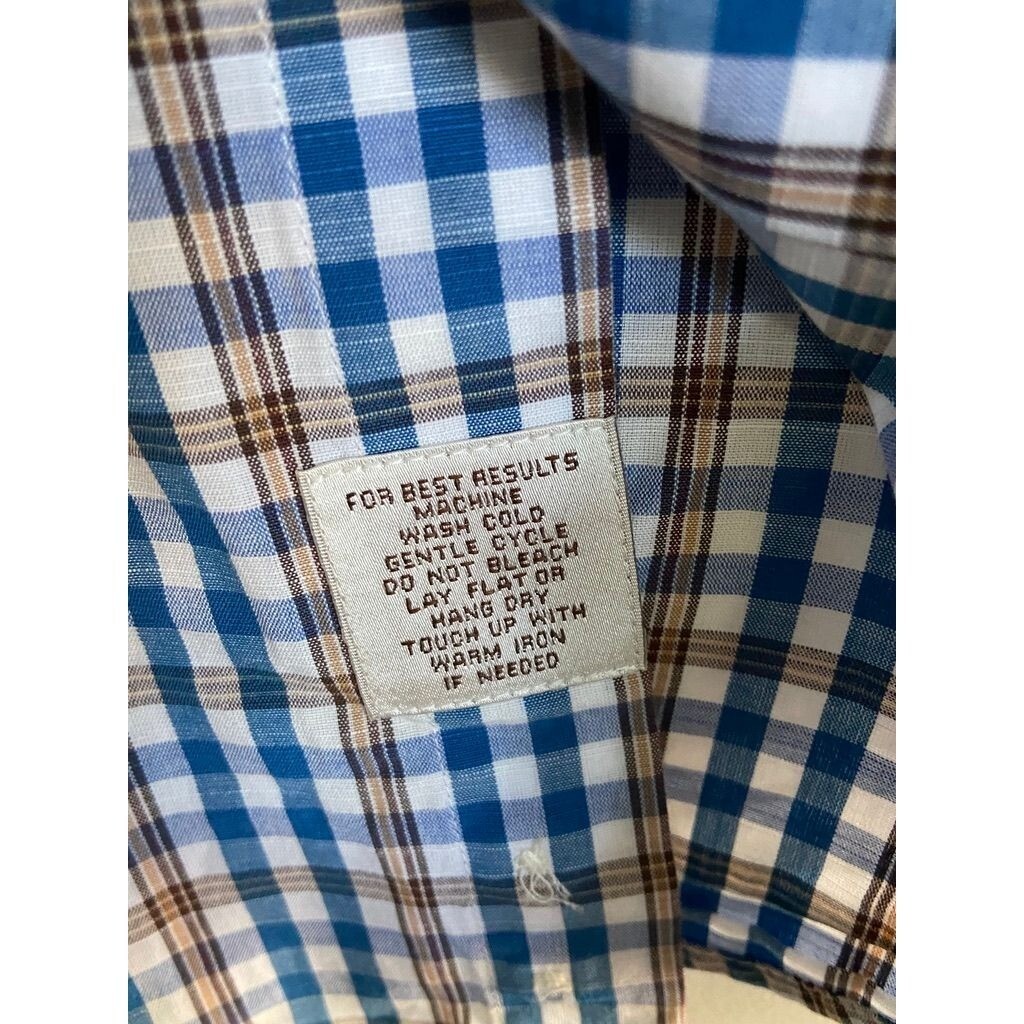 FOR BEST RESULTS
MACHINE
WASH COLD
GENTLE CYCLE
DO NOT BLEACH
LAY FLAT OR
HANG DRY
TOUCH UP WITH
WARM IRON
IF NEEDED